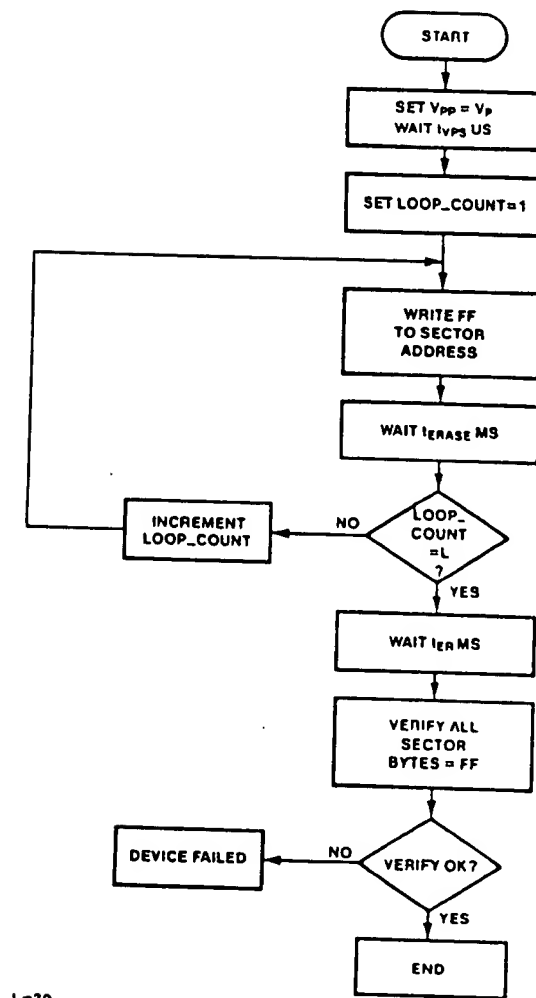 START
SET VPP = VP
WAIT tVPS US
SET LOOP_COUNT=1
WRITE FF
TO SECTOR
ADDRESS
WAIT tERASE MS
LOOP_
COUNT
=L
?
NO
INCREMENT
LOOP_COUNT
YES
WAIT tER MS
VERIFY ALL
SECTOR
BYTES = FF
VERIFY OK?
NO
DEVICE FAILED
YES
END